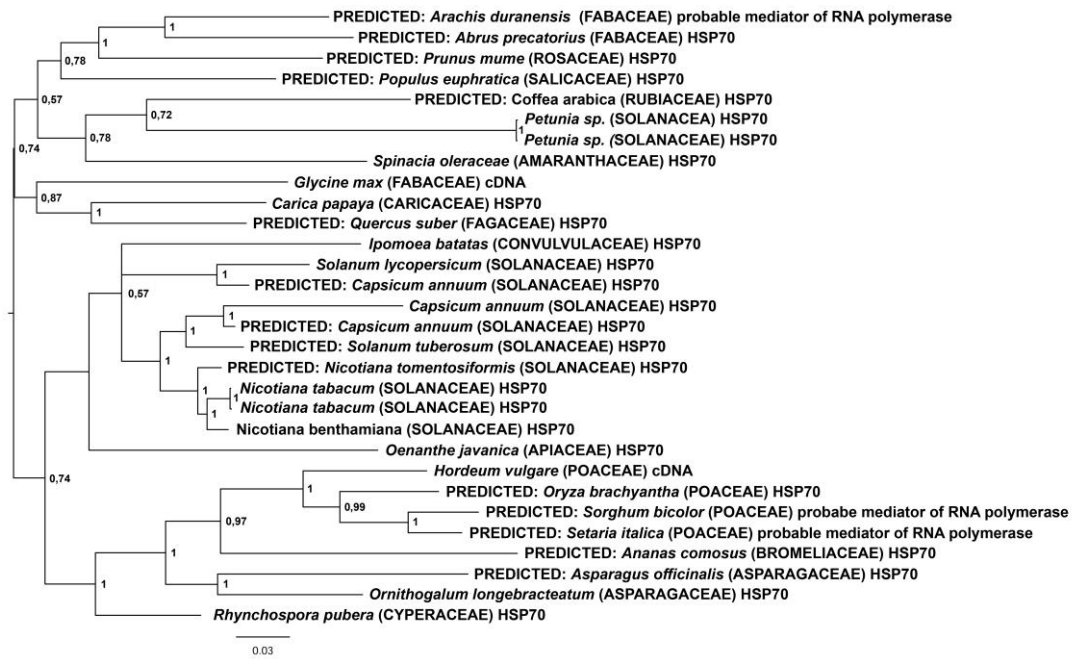 PREDICTED: Arachis duranensis (FABACEAE) probable mediator of RNA polymerase
1
PREDICTED: Abrus precatorius (FABACEAE) HSP70
1
PREDICTED: Prunus mume (ROSACEAE) HSP70
0,78
PREDICTED: Populus euphratica (SALICACEAE) HSP70
0,57
PREDICTED: Coffea arabica (RUBIACEAE) HSP70
0,72
Petunia sp. (SOLANACEA) HSP70
1
Petunia sp. (SOLANACEAE) HSP70
0,78
0,74
Spinacia oleraceae (AMARANTHACEAE) HSP70
Glycine max (FABACEAE) cDNA
0,87
Carica papaya (CARICACEAE) HSP70
1
PREDICTED: Quercus suber (FAGACEAE) HSP70
Ipomoea batatas (CONVULVULACEAE) HSP70
Solanum lycopersicum (SOLANACEAE) HSP70
1
PREDICTED: Capsicum annuum (SOLANACEAE) HSP70
0,57
Capsicum annuum (SOLANACEAE) HSP70
1
PREDICTED: Capsicum annuum (SOLANACEAE) HSP70
PREDICTED: Solanum tuberosum (SOLANACEAE) HSP70
1
PREDICTED: Nicotiana tomentosiformis (SOLANACEAE) HSP70
Nicotiana tabacum (SOLANACEAE) HSP70
1
1
Nicotiana tabacum (SOLANACEAE) HSP70
1
Nicotiana benthamiana (SOLANACEAE) HSP70
Oenanthe javanica (APIACEAE) HSP70
0,74
Hordeum vulgare (POACEAE) cDNA
1
PREDICTED: Oryza brachyantha (POACEAE) HSP70
0,99
PREDICTED: Sorghum bicolor (POACEAE) probabe mediator of RNA polymerase
1
0,97
PREDICTED: Setaria italica (POACEAE) probable mediator of RNA polymerase
PREDICTED: Ananas comosus (BROMELIACEAE) HSP70
1
PREDICTED: Asparagus officinalis (ASPARAGACEAE) HSP70
1
1
Ornithogalum longebracteatum (ASPARAGACEAE) HSP70
Rhynchospora pubera (CYPERACEAE) HSP70
0.03